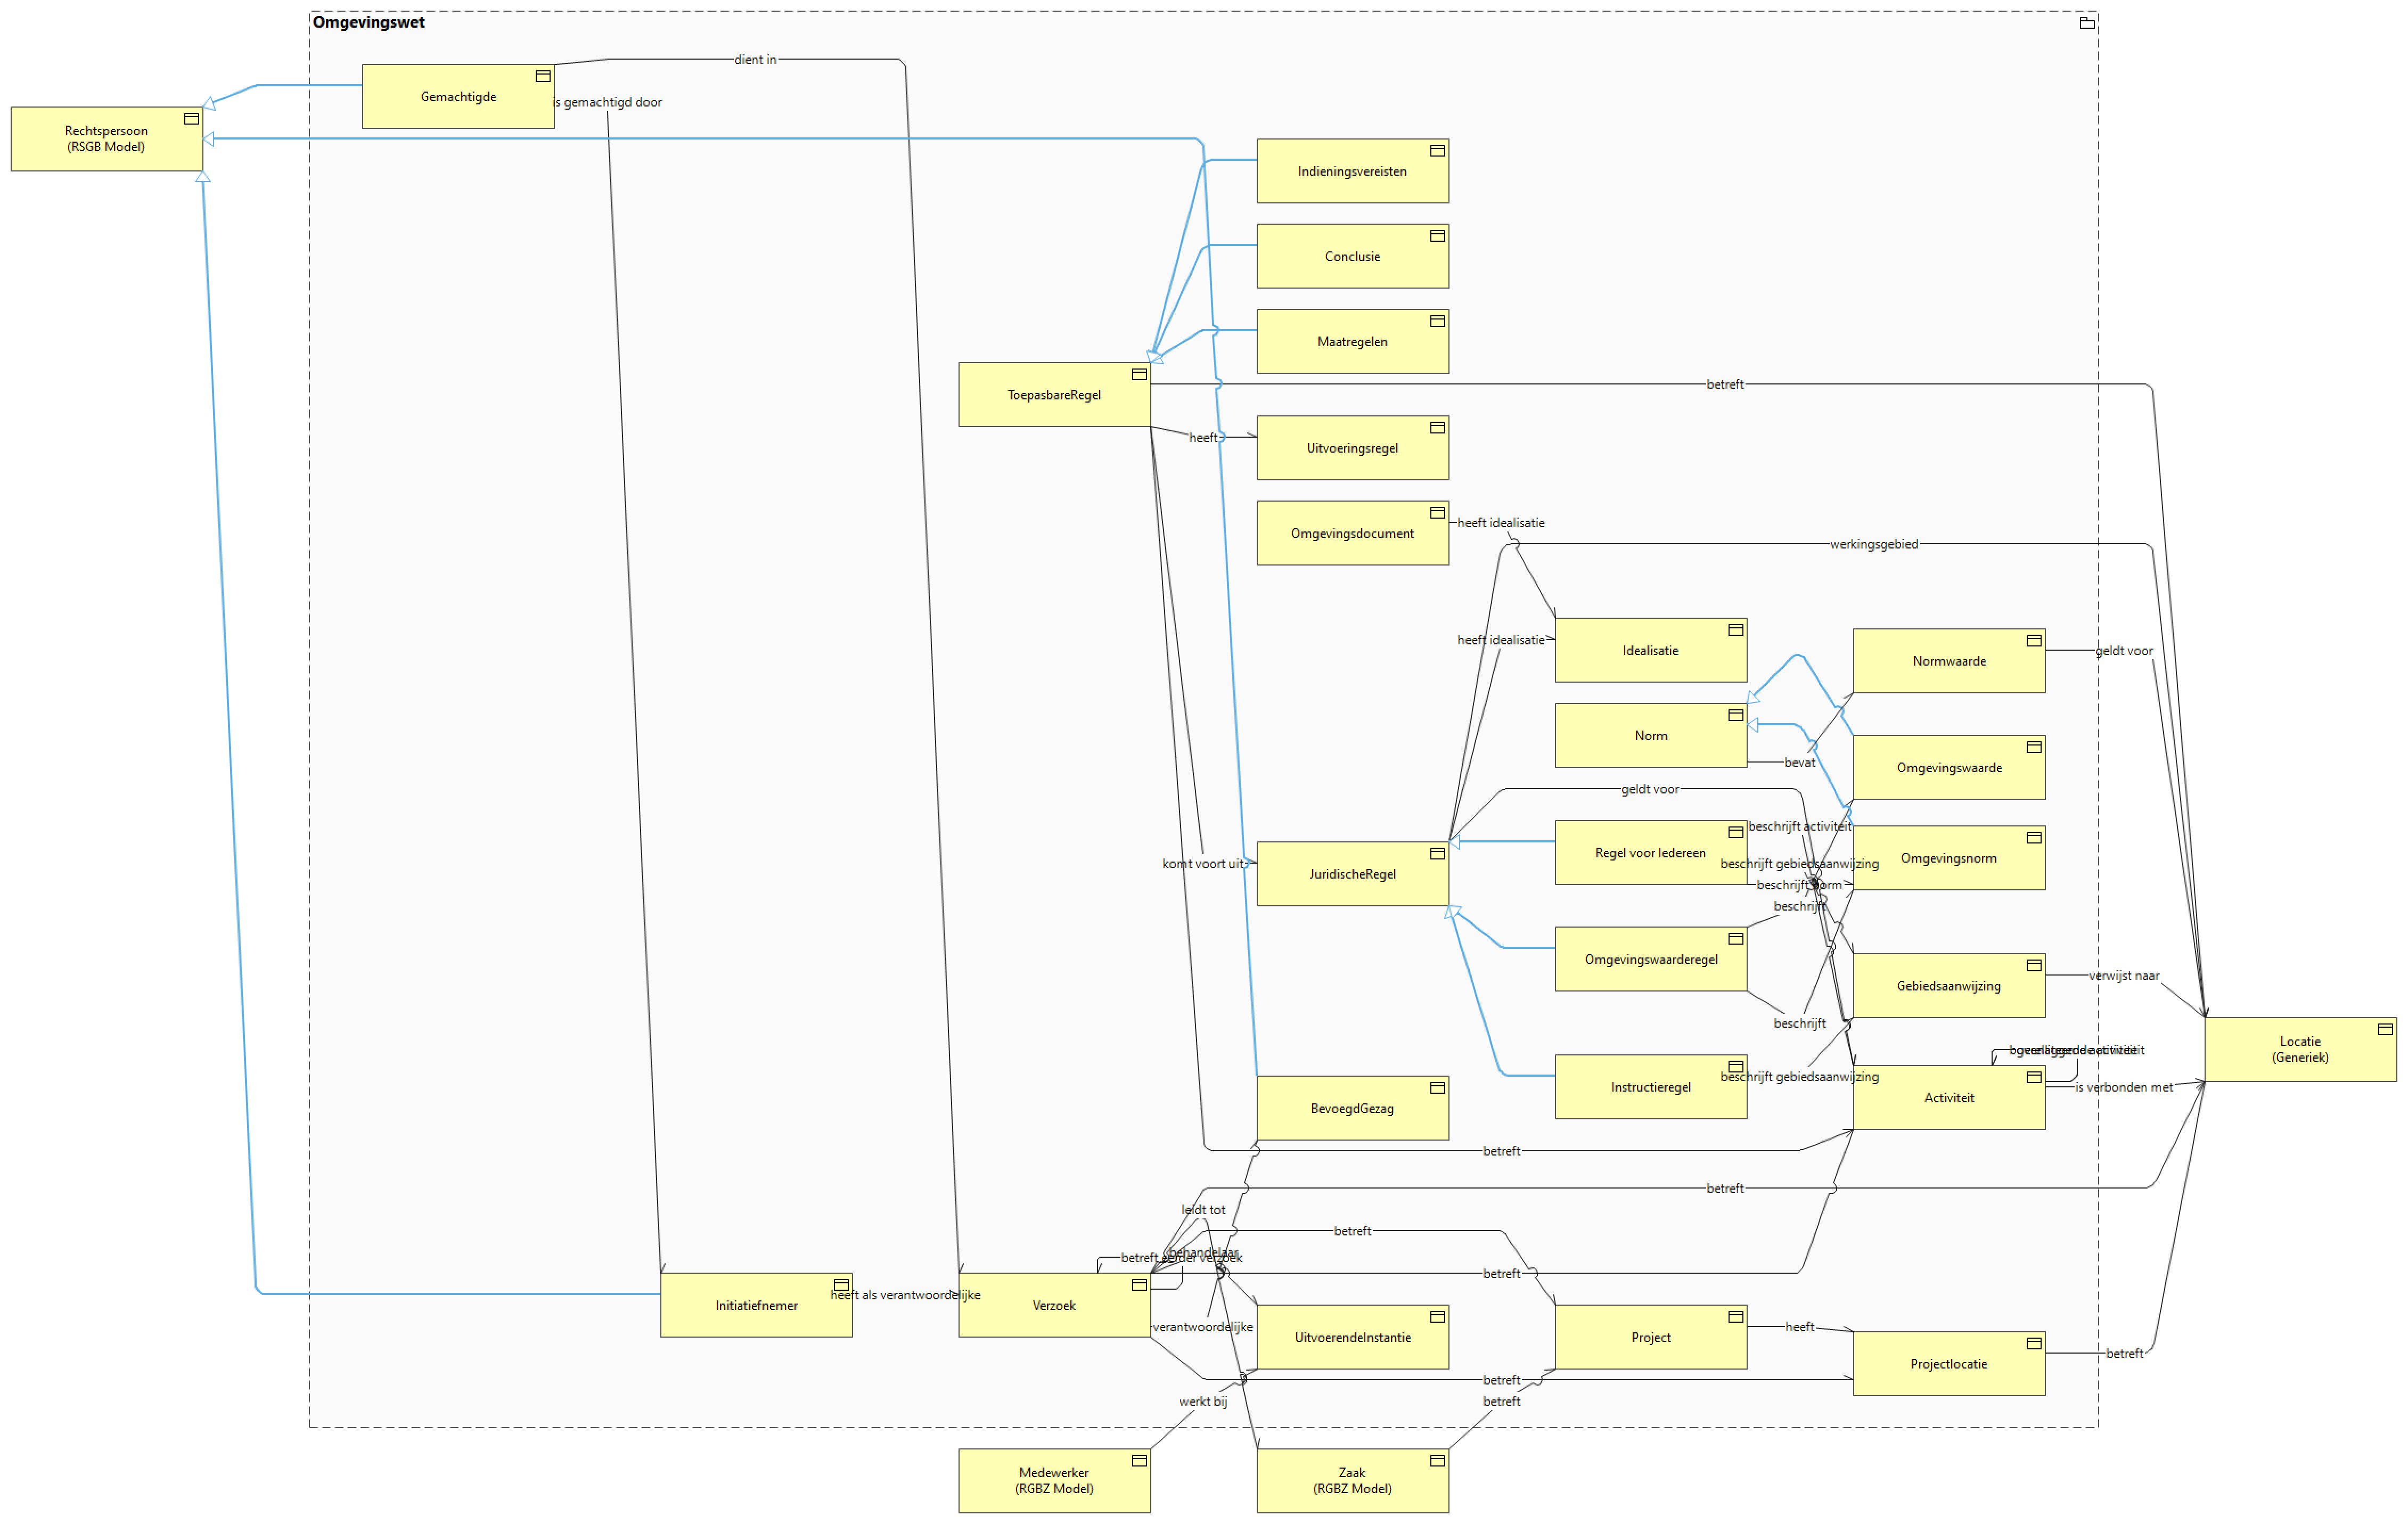 Omgevingswet
dient in
Gemachtigde
is gemachtigd door
Rechtspersoon
(RSGB Model)
Indieningsvereisten
Conclusie
Maatregelen
ToepasbareRegel
betreft
heeft
Uitvoeringsregel
Omgevingsdocument
heeft idealisatie
werkingsgebied
heeft idealisatie
Idealisatie
Normwaarde
geldt voor
Norm
bevat
Omgevingswaarde
geldt voor
beschrijft activiteit
Regel voor Iedereen
Omgevingsnorm
komt voort uit
JuridischeRegel
beschrijft gebiedsaanwijzing
beschrijft norm
beschrijft
Omgevingswaarderegel
verwijst naar
Gebiedsaanwijzing
beschrijft
Locatie
(Generiek)
bovenliggende activiteit
beschrijft gebiedsaanwijzing
Instructieregel
is verbonden met
Activiteit
BevoegdGezag
betreft
betreft
leidt tot
betreft
behandelaar
betreft eerder verzoek
betreft
heeft als verantwoordelijke
Initiatiefnemer
Verzoek
verantwoordelijke
UitvoerendeInstantie
Project
heeft
Projectlocatie
betreft
betreft
werkt bij
betreft
Medewerker
(RGBZ Model)
Zaak
(RGBZ Model)